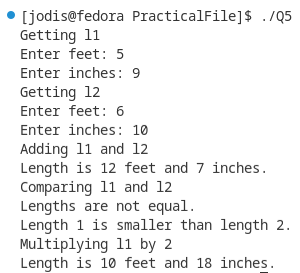 [jodis@fedora PracticalFile]$ ./Q5
Getting l1
Enter feet: 5
Enter inches: 9
Getting l2
Enter feet: 6
Enter inches: 10
Adding l1 and l2
Length is 12 feet and 7 inches.
Comparing l1 and l2
Lengths are not equal.
Length 1 is smaller than length 2.
Multiplying l1 by 2
Length is 10 feet and 18 inches.